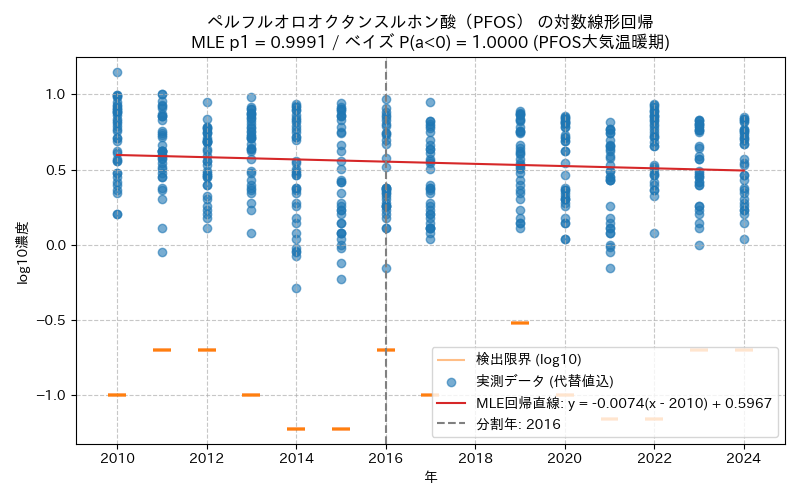 ペルフルオロオクタンスルホン酸（PFOS） の対数線形回帰
MLE p1 = 0.9991 / ベイズ P(a<0) = 1.0000 (PFOS大気温暖期)
log10濃度
1.0
0.5
0.0
−0.5
−1.0
検出限界 (log10)
実測データ (代替値込)
MLE回帰直線: y = -0.0074(x - 2010) + 0.5967
分割年: 2016
2010 2012 2014 2016 2018 2020 2022 2024
年